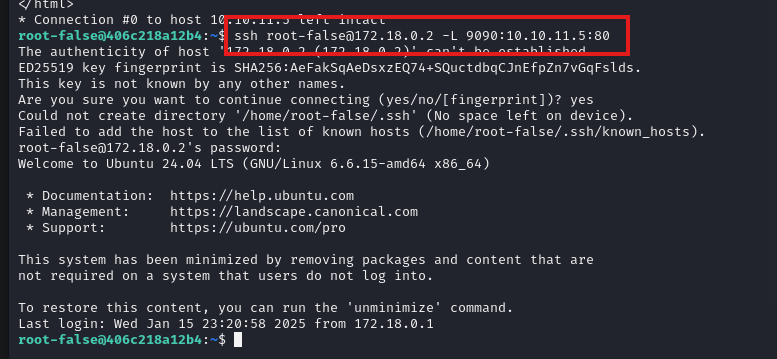 </html>
* Connection #0 to host 10.10.11.5 left intact
root-false@406c218a12b4:~$ ssh root-false@172.18.0.2 -L 9090:10.10.11.5:80
The authenticity of host '172.18.0.2 (172.18.0.2)' can't be established.
ED25519 key fingerprint is SHA256:AeFakSqAeDsxzEQ74+SQuctdbqCJnEfpZn7vGqFslds.
This key is not known by any other names.
Are you sure you want to continue connecting (yes/no/[fingerprint])? yes
Could not create directory '/home/root-false/.ssh' (No space left on device).
Failed to add the host to the list of known hosts (/home/root-false/.ssh/known_hosts).
root-false@172.18.0.2's password:
Welcome to Ubuntu 24.04 LTS (GNU/Linux 6.6.15-amd64 x86_64)
* Documentation: https://help.ubuntu.com
* Management: https://landscape.canonical.com
* Support: https://ubuntu.com/pro
This system has been minimized by removing packages and content that are
not required on a system that users do not log into.
To restore this content, you can run the 'unminimize' command.
Last login: Wed Jan 15 23:20:58 2025 from 172.18.0.1
root-false@406c218a12b4:~$